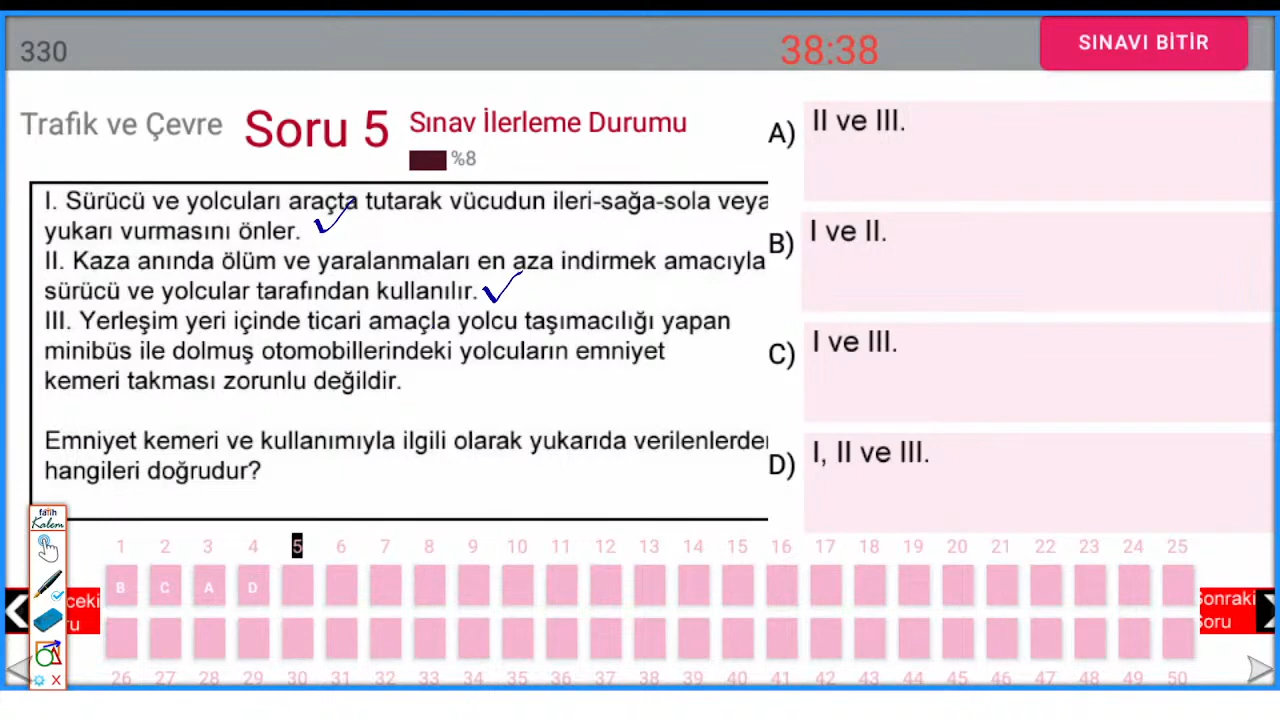 330
38:38
SINAVI BİTİR
Trafik ve Çevre
Soru 5
Sınav İlerleme Durumu
%8
I. Sürücü ve yolcuları araçta tutarak vücudun ileri-sağa-sola veya
yukarı vurmasını önler.
II. Kaza anında ölüm ve yaralanmaları en aza indirmek amacıyla
sürücü ve yolcular tarafından kullanılır.
III. Yerleşim yeri içinde ticari amaçla yolcu taşımacılığı yapan
minibüs ile dolmuş otomobillerindeki yolcuların emniyet
kemeri takması zorunlu değildir.
Emniyet kemeri ve kullanımıyla ilgili olarak yukarıda verilenlerden
hangileri doğrudur?
A) II ve III.
B) I ve II.
C) I ve III.
D) I, II ve III.
fatih
Kalem
1 2 3 4 5 6 7 8 9 10 11 12 13 14 15 16 17 18 19 20 21 22 23 24 25
B C A D
ceki
u
Sonraki
Soru
26 27 28 29 30 31 32 33 34 35 36 37 38 39 40 41 42 43 44 45 46 47 48 49 50